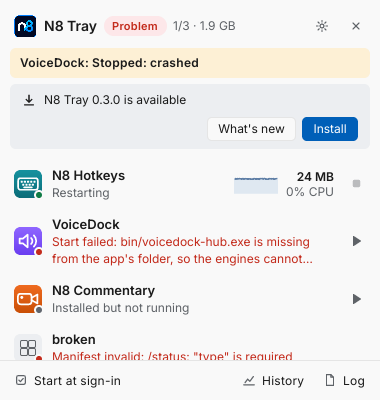 n8 N8 Tray Problem 1/3 · 1.9 GB
VoiceDock: Stopped: crashed
N8 Tray 0.3.0 is available
What's new Install
N8 Hotkeys 24 MB
Restarting 0% CPU
VoiceDock
Start failed: bin/voicedock-hub.exe is missing
from the app's folder, so the engines cannot...
N8 Commentary
Installed but not running
broken
Manifest invalid: /status: "type" is required
Start at sign-in History Log